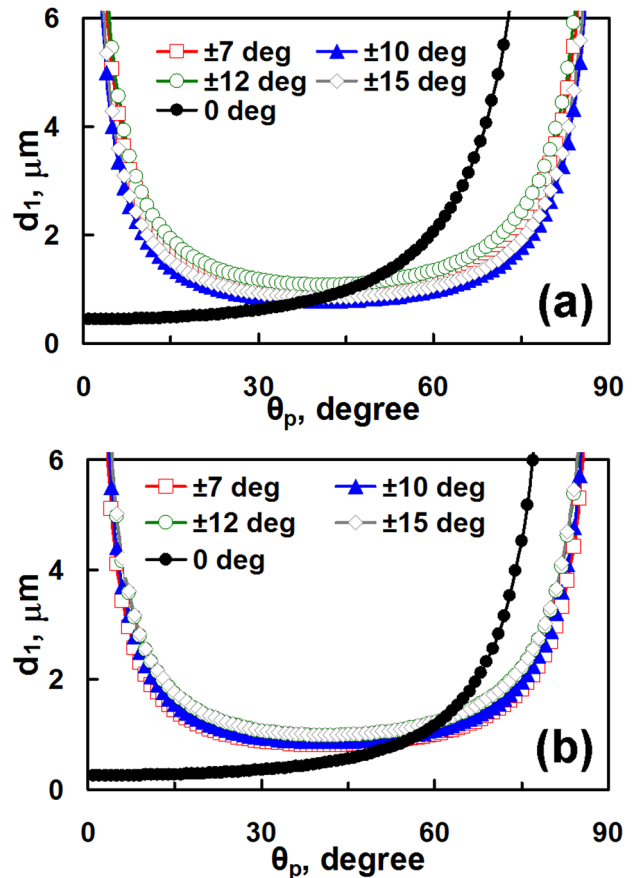 6
4
2
0
d1, μm
±7 deg
±10 deg
±12 deg
±15 deg
0 deg
(a)
0
30
60
90
θp, degree
6
4
2
0
d1, μm
±7 deg
±10 deg
±12 deg
±15 deg
0 deg
(b)
0
30
60
90
θp, degree